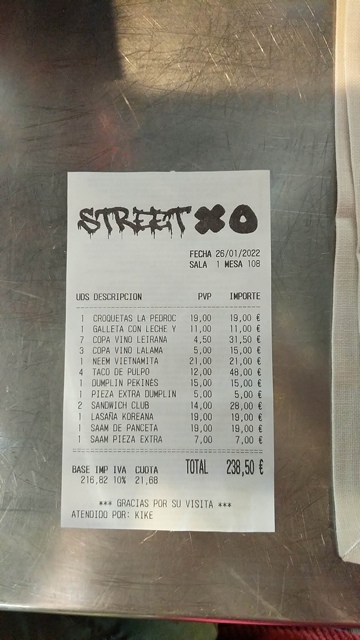 STREET XO
FECHA 26/01/2022
SALA 1 MESA 108
UDS DESCRIPCION PVP IMPORTE
1 CROQUETAS LA PEDROC 19,00 19,00 €
1 GALLETA CON LECHE Y 11,00 11,00 €
7 COPA VINO LEIRANA 4,50 31,50 €
3 COPA VINO LALAMA 5,00 15,00 €
1 NEEM VIETNAMITA 21,00 21,00 €
4 TACO DE PULPO 12,00 48,00 €
1 DUMPLIN PEKINÉS 15,00 15,00 €
1 PIEZA EXTRA DUMPLIN 5,00 5,00 €
2 SANDWICH CLUB 14,00 28,00 €
1 LASAÑA KOREANA 19,00 19,00 €
1 SAAM DE PANCETA 19,00 19,00 €
1 SAAM PIEZA EXTRA 7,00 7,00 €
BASE IMP IVA CUOTA TOTAL 238,50 €
216,82 10% 21,68
*** GRACIAS POR SU VISITA ***
ATENDIDO POR: KIKE